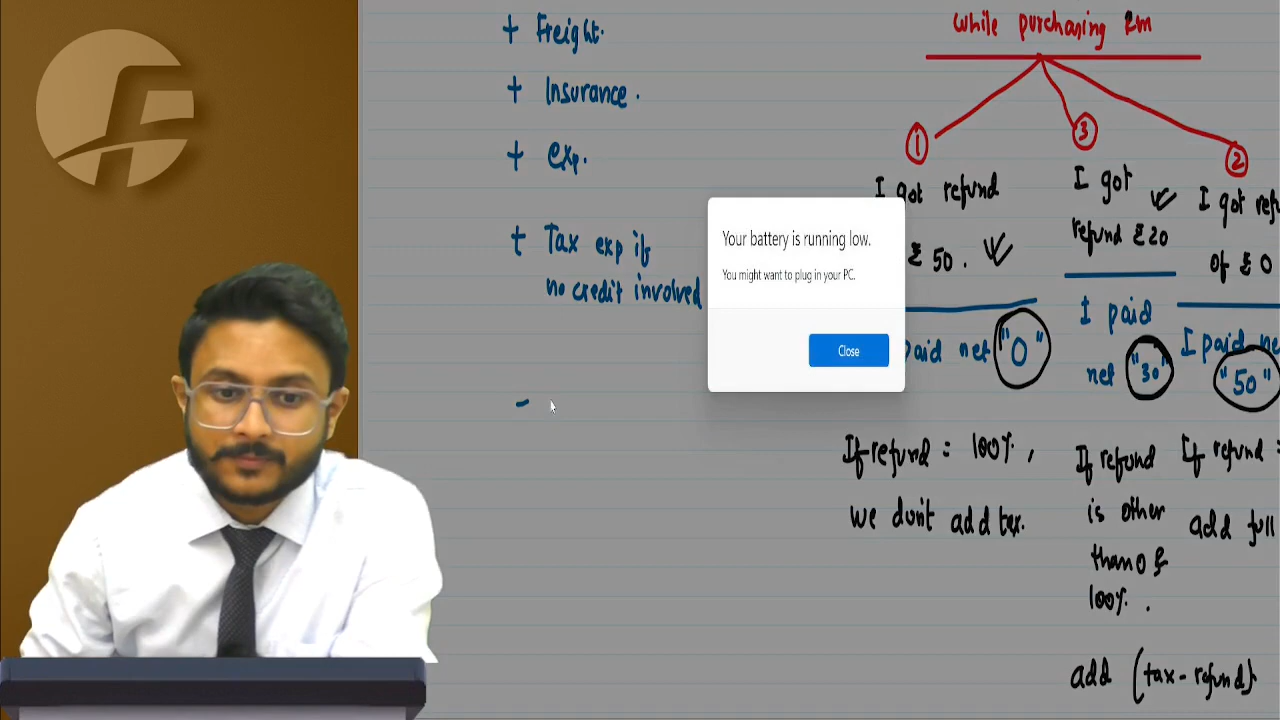 + Freight.
+ Insurance.
+ Exp.
+ Tax exp if
no credit involved
-
while purchasing RM
①
I got refund
₹ 50.
paid net "0"
If refund = 100%,
we don't add tax.
③
I got
refund ₹20
I paid
net "30"
If refund
is other
than 0 &
100%.
add (tax - refund)
②
I got
of ₹ 0
I paid
"50"
If refund =
add full
Your battery is running low.
You might want to plug in your PC.
Close